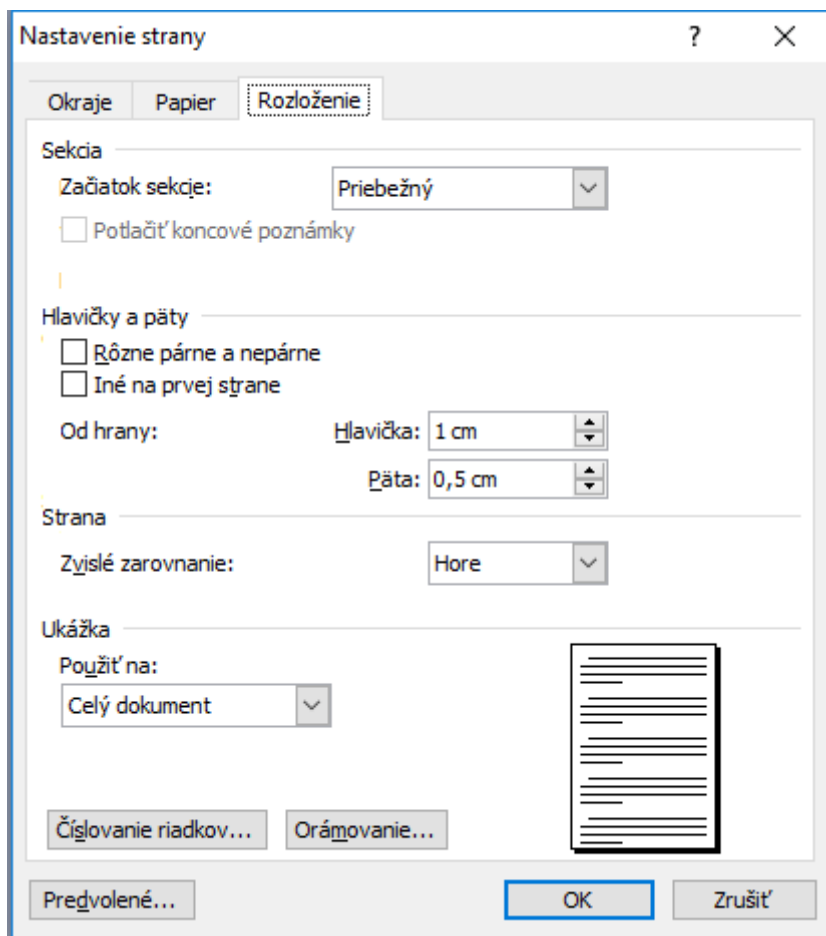 Nastavenie strany ?
Okraje Papier Rozloženie
Sekcia
Začiatok sekcie: Priebežný
Potlačiť koncové poznámky
Hlavičky a päty
Rôzne párne a nepárne
Iné na prvej strane
Od hrany: Hlavička: 1 cm
Päta: 0,5 cm
Strana
Zvislé zarovnanie: Hore
Ukážka
Použiť na:
Celý dokument
Číslovanie riadkov... Orámovanie...
Predvolené... OK Zrušiť